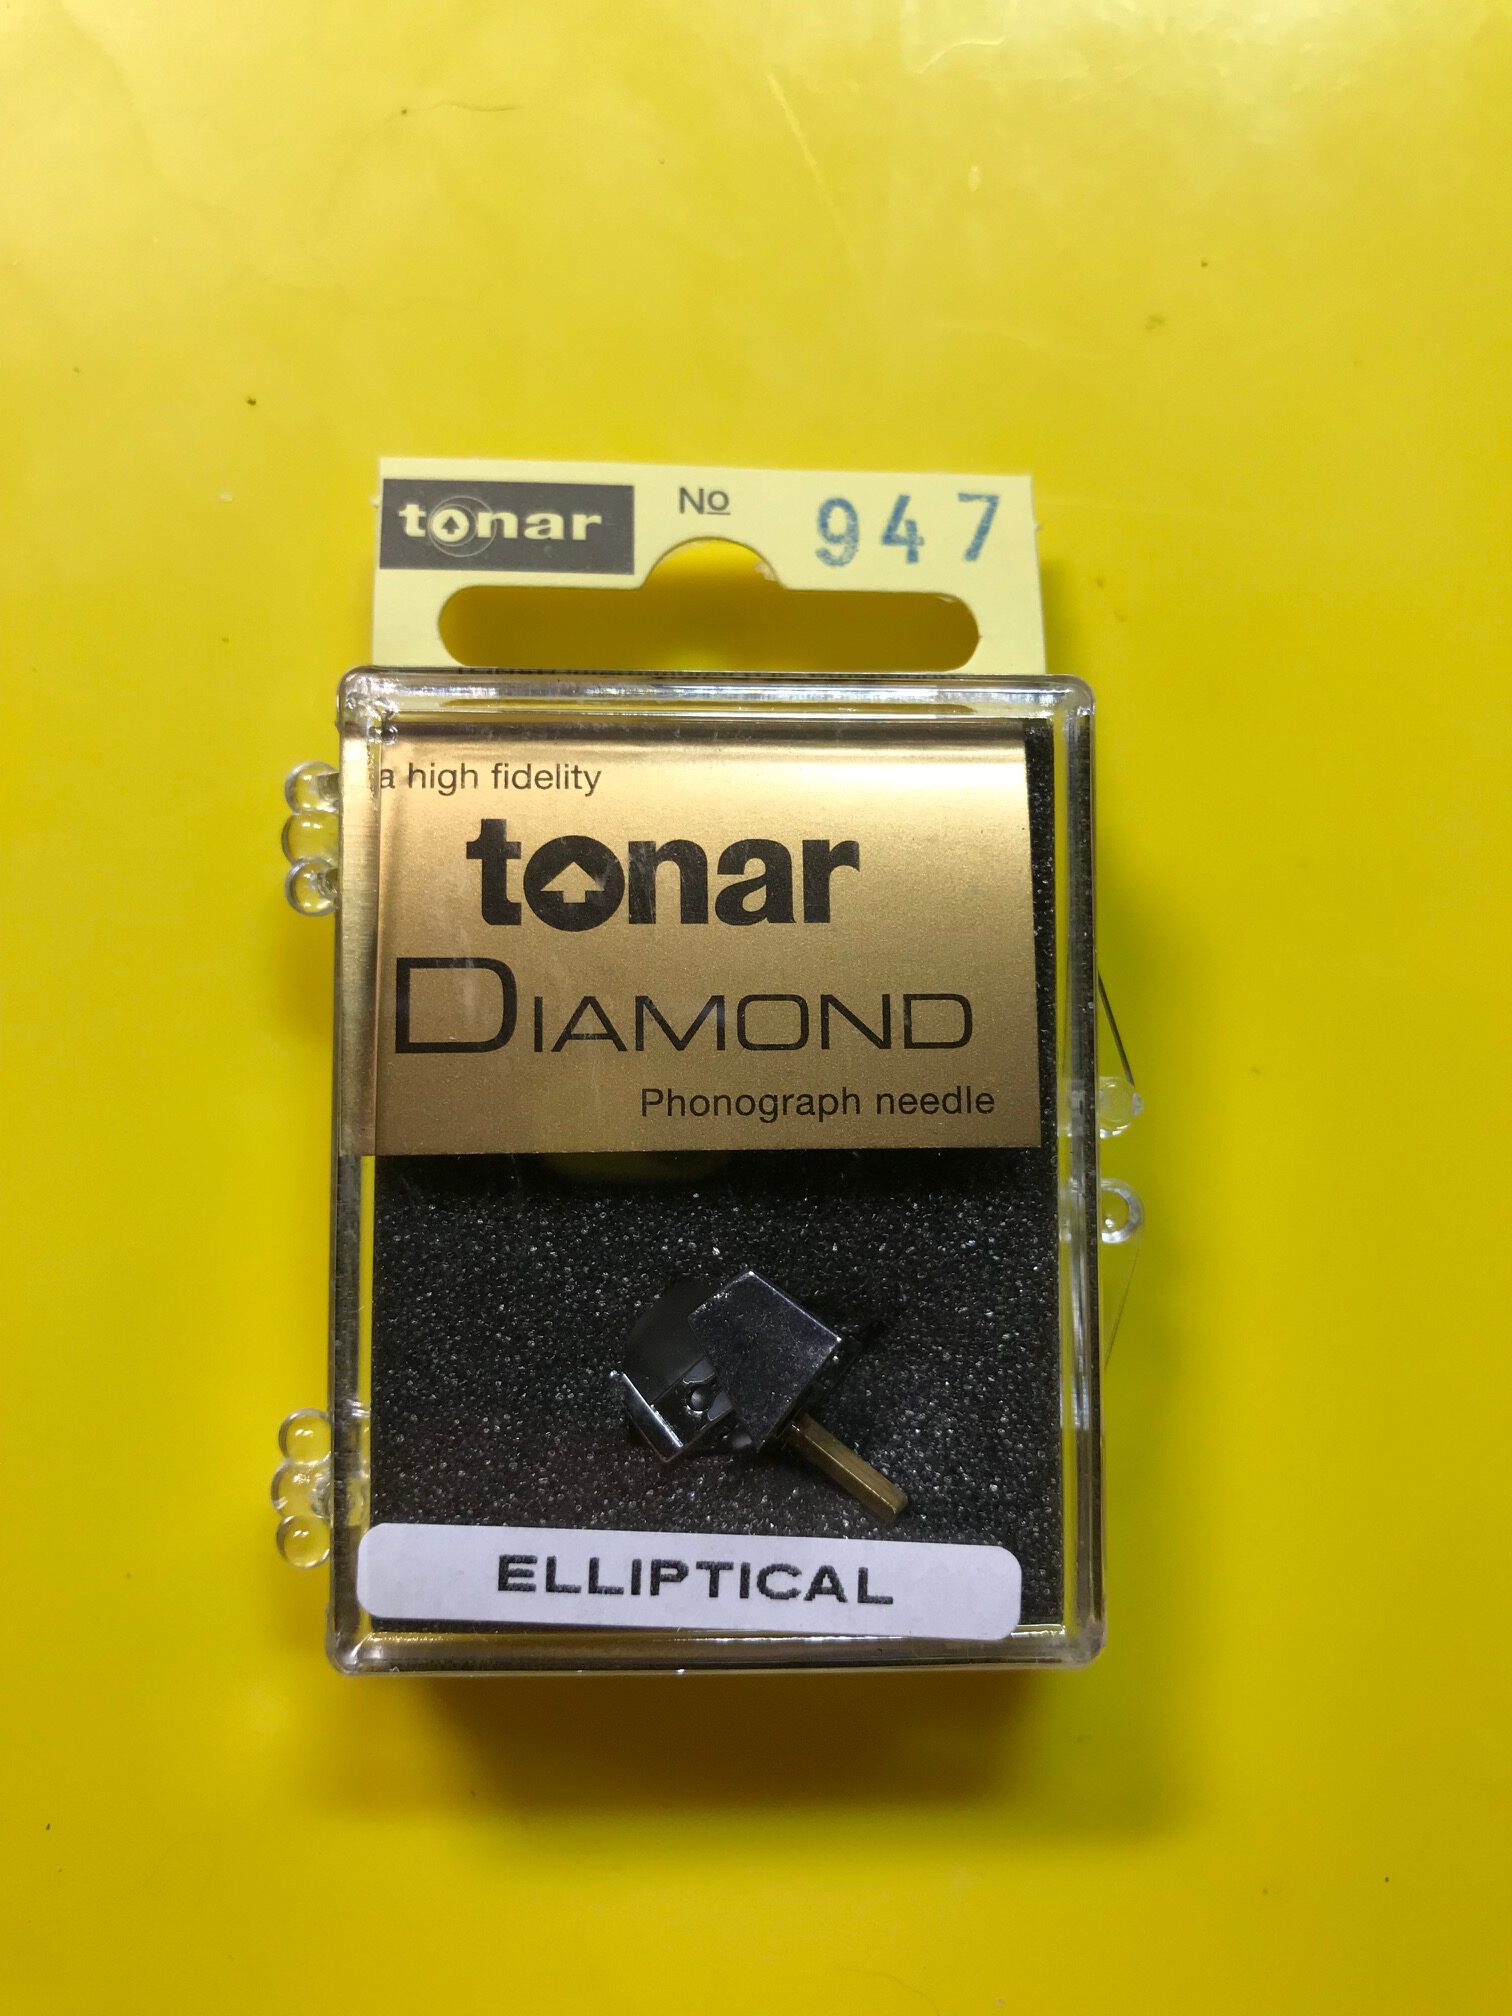 tonar
No 947
a high fidelity
tonar
DIAMOND
Phonograph needle
ELLIPTICAL